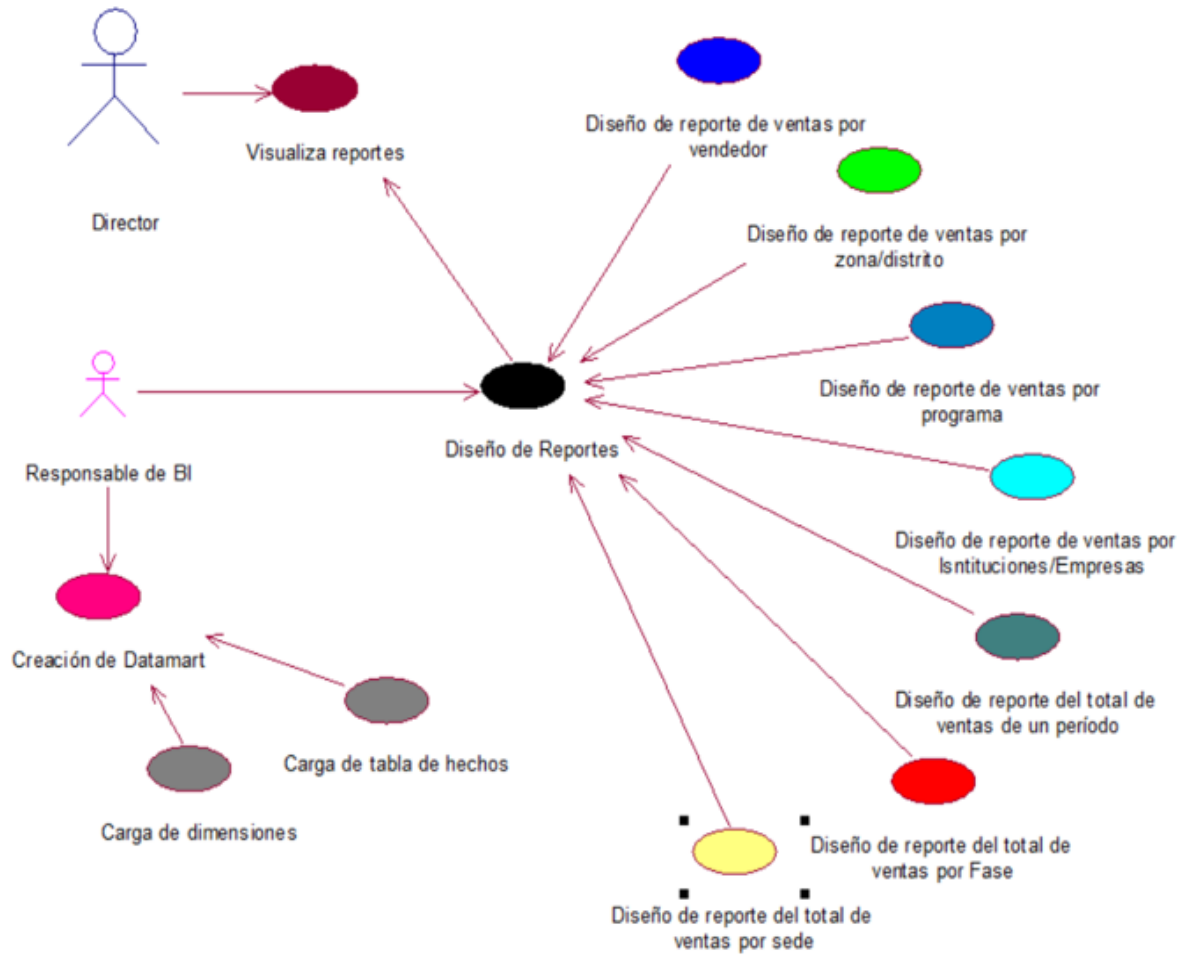 Diseño de reporte de ventas por
vendedor
Visualiza reportes
Director
Diseño de reporte de ventas por
zona/distrito
Diseño de reporte de ventas por
programa
Diseño de Reportes
Responsable de BI
Diseño de reporte de ventas por
Isntituciones/Empresas
Creación de Datamart
Diseño de reporte del total de
ventas de un período
Carga de tabla de hechos
Carga de dimensiones
Diseño de reporte del total de
ventas por Fase
Diseño de reporte del total de
ventas por sede